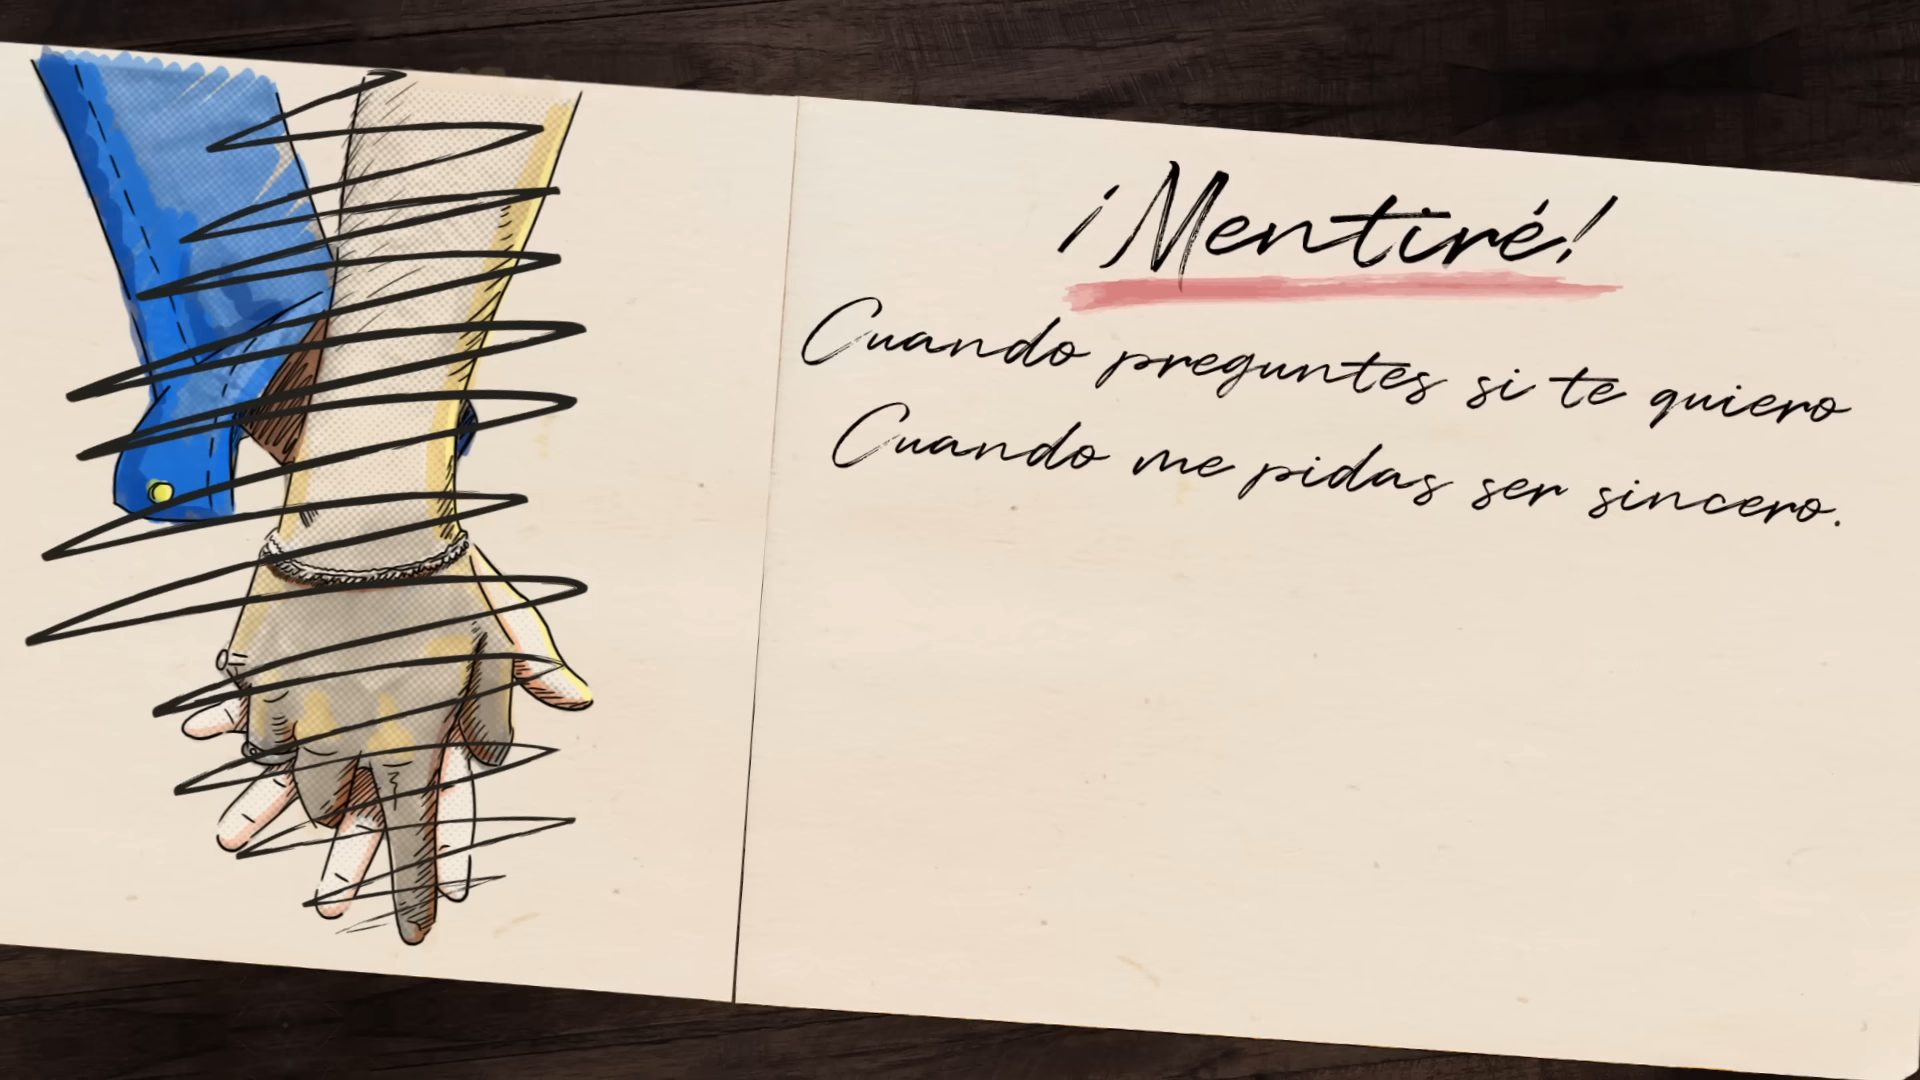 ¡Mentiré!
Cuando preguntes si te quiero
Cuando me pidas ser sincero.